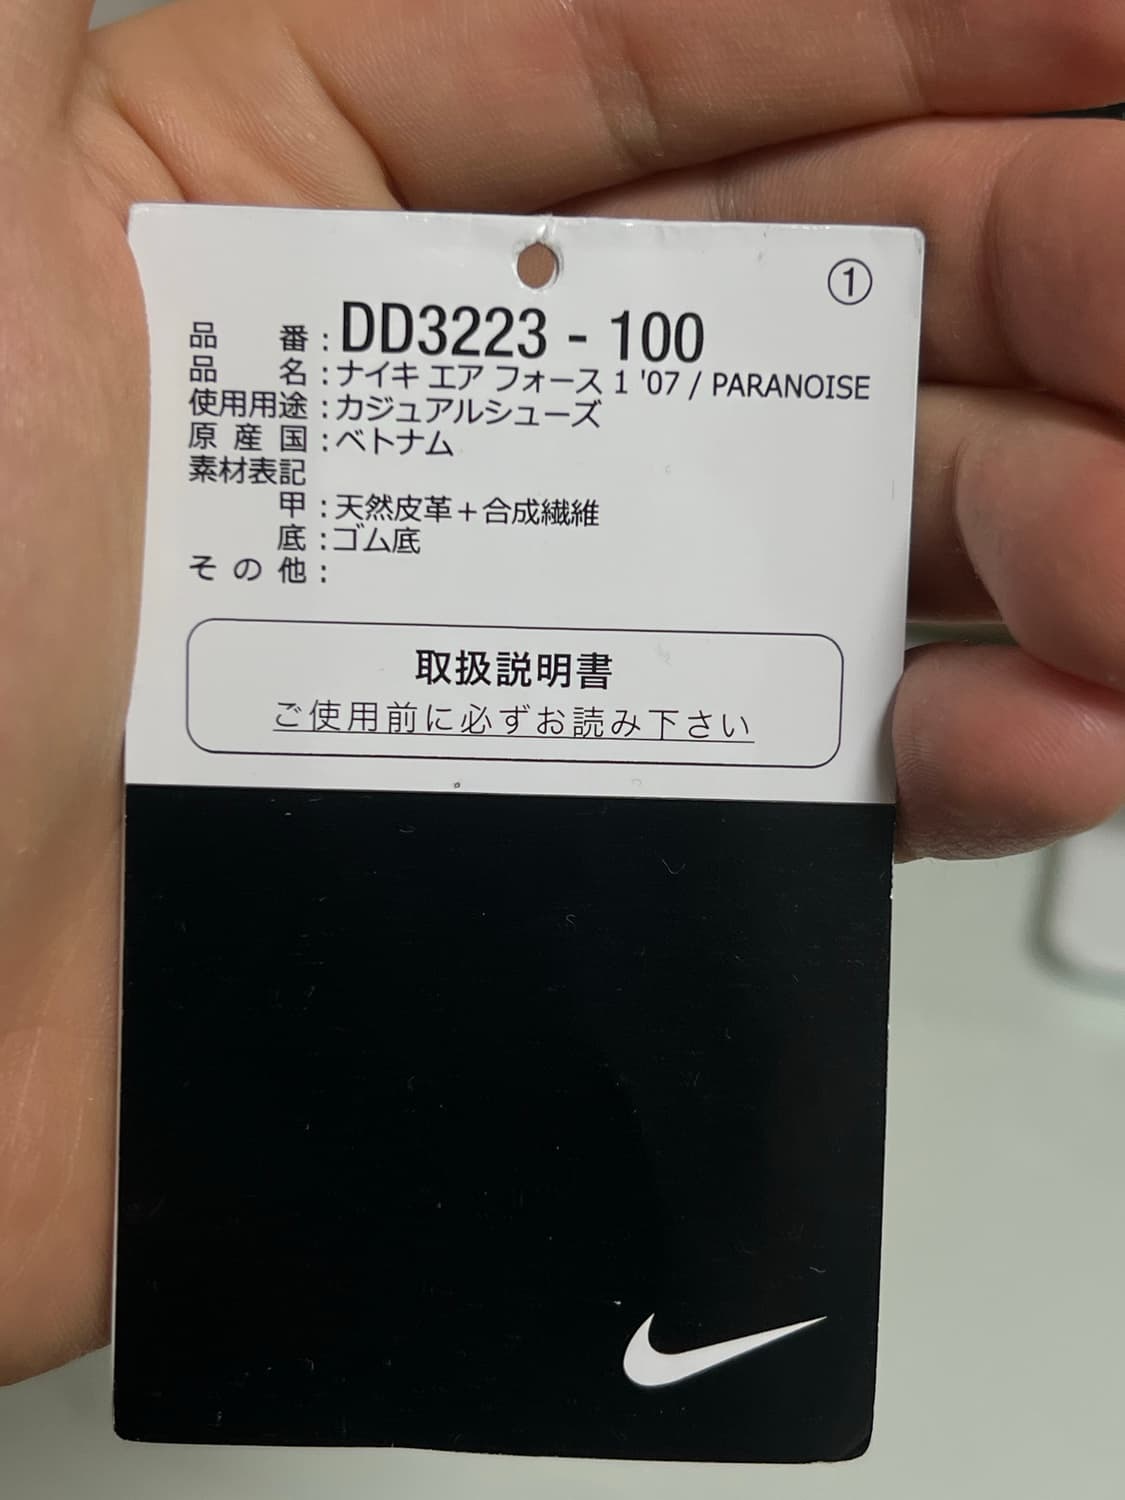 ①
品番:DD3223-100
品名:ナイキ エア フォース 1 '07 / PARANOISE
使用用途:カジュアルシューズ
原産国:ベトナム
素材表記
甲:天然皮革+合成繊維
底:ゴム底
その他:
取扱説明書
ご使用前に必ずお読み下さい